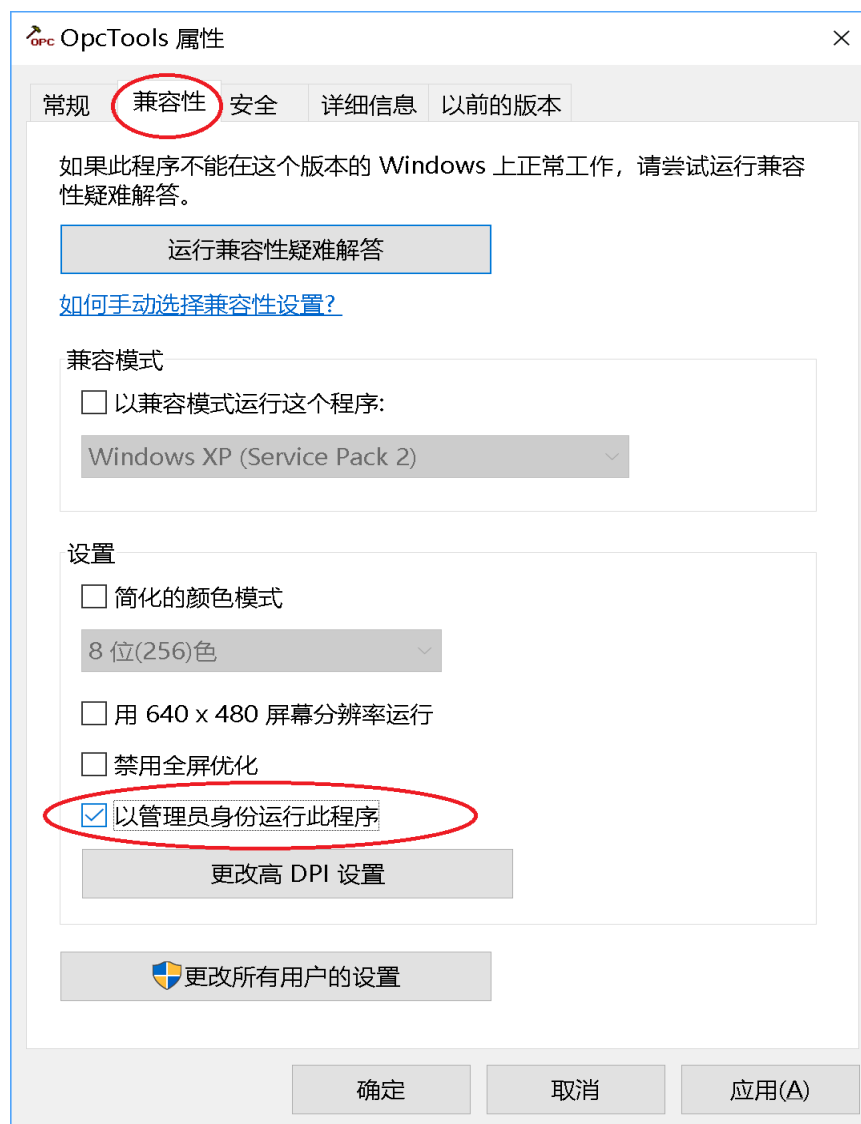 OPC OpcTools 属性
常规 兼容性 安全 详细信息 以前的版本
如果此程序不能在这个版本的 Windows 上正常工作，请尝试运行兼容
性疑难解答。
运行兼容性疑难解答
如何手动选择兼容性设置?
兼容模式
以兼容模式运行这个程序:
Windows XP (Service Pack 2)
设置
简化的颜色模式
8 位(256)色
用 640 x 480 屏幕分辨率运行
禁用全屏优化
以管理员身份运行此程序
更改高 DPI 设置
更改所有用户的设置
确定 取消 应用(A)